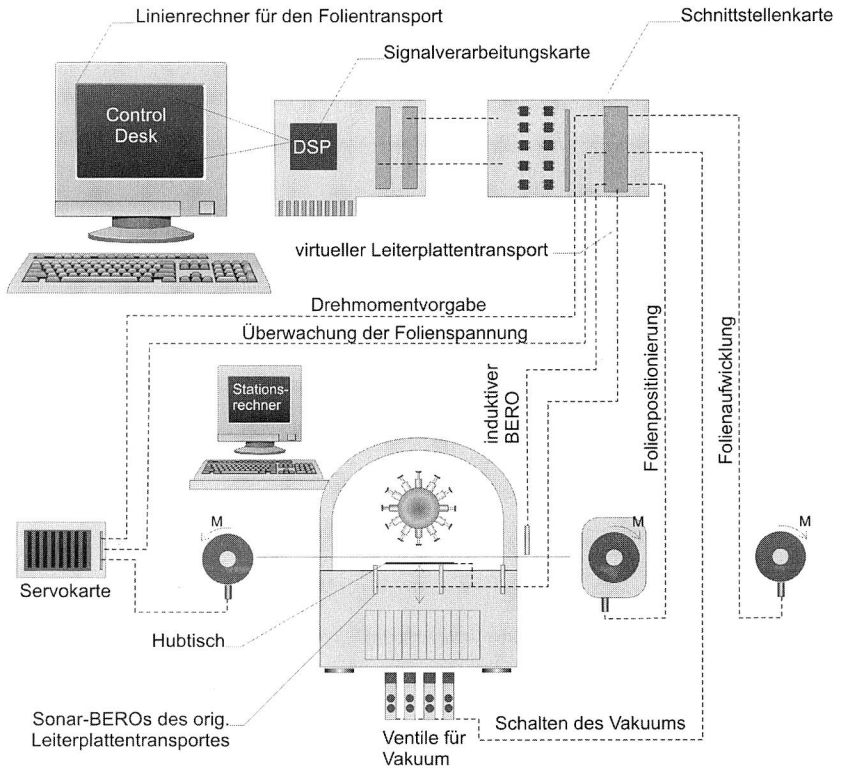 Linienrechner für den Folientransport
Schnittstellenkarte
Signalverarbeitungskarte
Control
Desk
DSP
virtueller Leiterplattentransport
Drehmomentvorgabe
Überwachung der Folienspannung
Stations-
rechner
induktiver
BERO
Folienpositionierung
Folienaufwicklung
M
M
M
Servokarte
Hubtisch
Sonar-BEROs des orig.
Leiterplattentransportes
Ventile für
Vakuum
Schalten des Vakuums